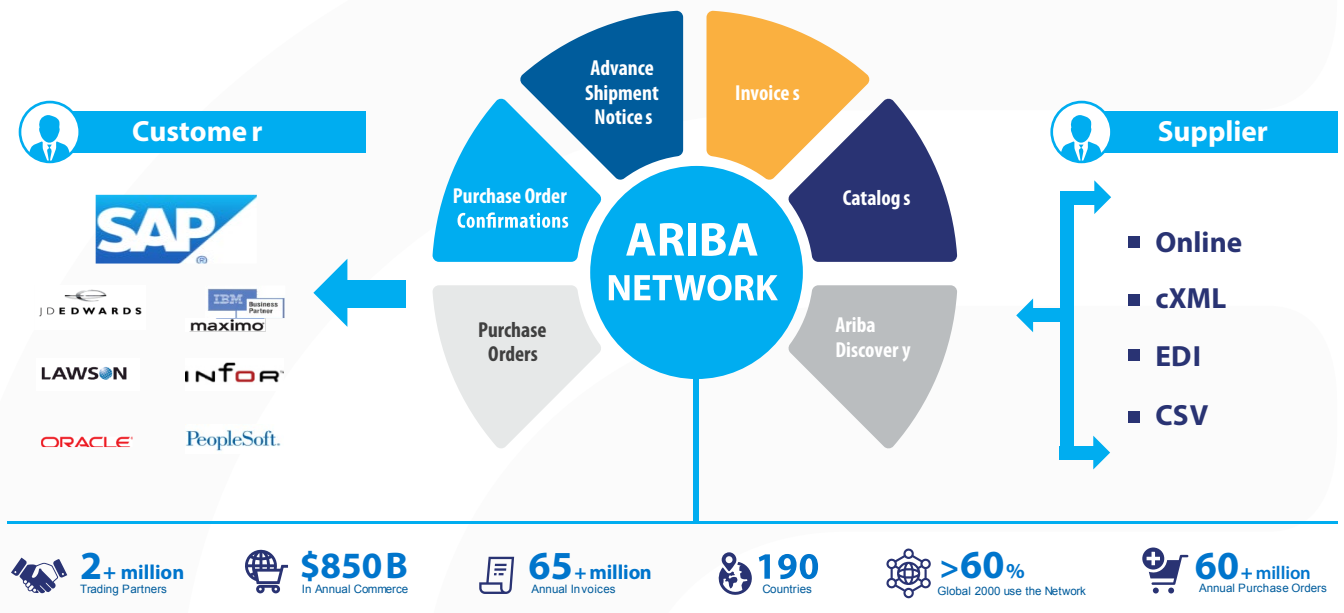 Customer
SAP
®
JDEDWARDS
IBM
Business
Partner
maximo
LAWSON
INFOR
ORACLE
PeopleSoft.
Advance
Shipment
Notices
Invoices
Purchase Order
Confirmations
Catalogs
ARIBA
NETWORK
Purchase
Orders
Ariba
Discovery
Supplier
Online
cXML
EDI
CSV
2+ million
Trading Partners
$850B
In Annual Commerce
65+ million
Annual Invoices
190
Countries
>60%
Global 2000 use the Network
60+ million
Annual Purchase Orders